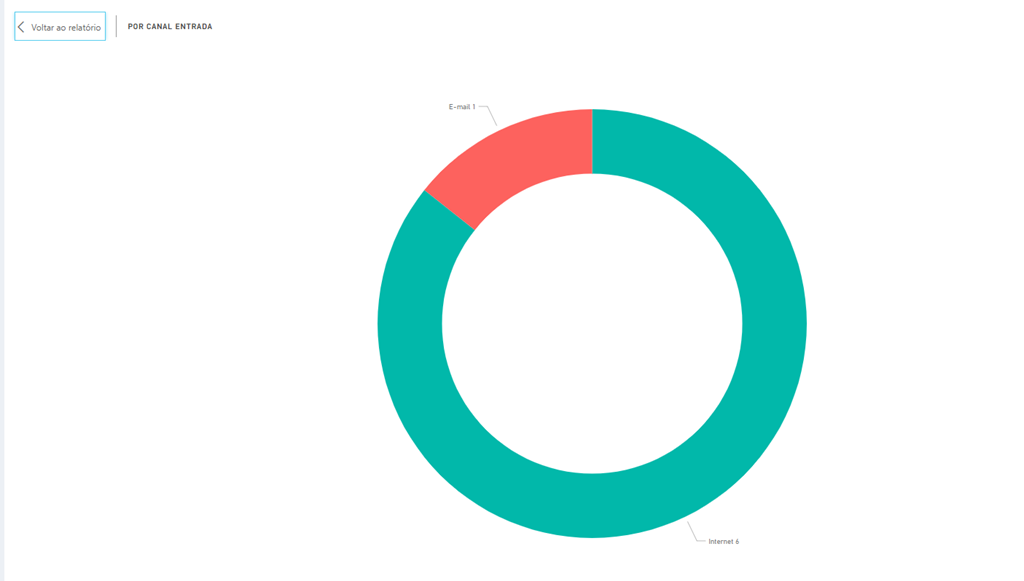 Voltar ao relatório
POR CANAL ENTRADA
E-mail 1
Internet 6